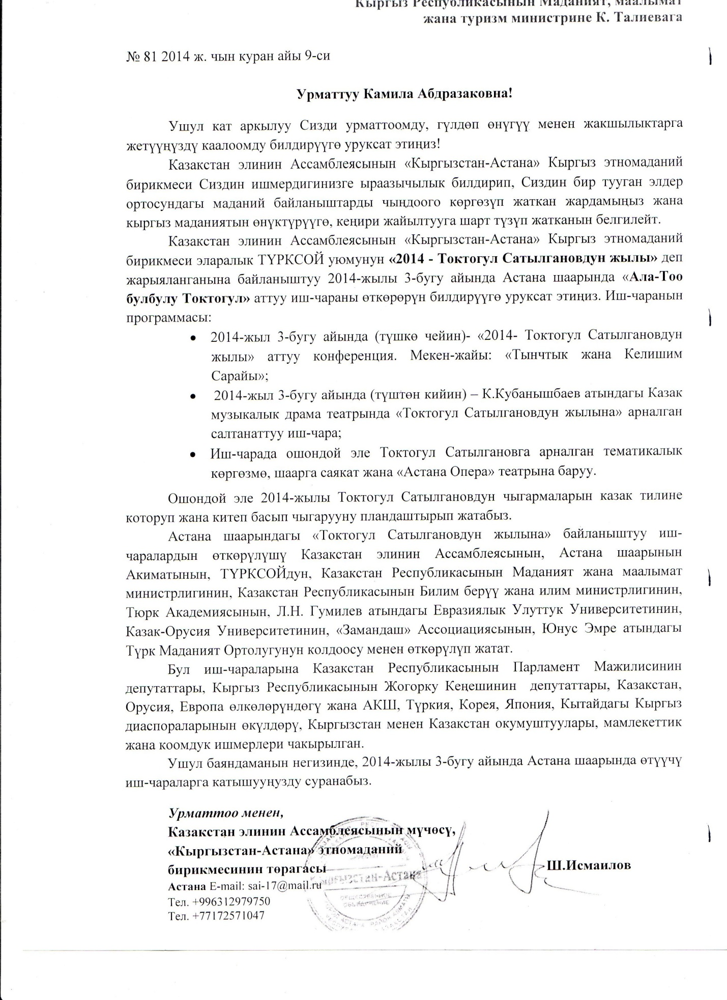 Кыргыз Республикасынын Маданият, маалымат
жана туризм министрине К. Талиевага
№ 81 2014 ж. чын куран айы 9-си
Урматтуу Камила Абдразаковна!
Ушул кат аркылуу Сизди урматтоомду, гүлдөп өнүгүү менен жакшылыктарга
жетүүңүздү каалоомду билдирүүгө уруксат этиңиз!
Казакстан элинин Ассамблеясынын «Кыргызстан-Астана» Кыргыз этномаданий
бирикмеси Сиздин ишмердигинизге ыраазычылык билдирип, Сиздин бир тууган элдер
ортосундагы маданий байланыштарды чыңдоого көргөзүп жаткан жардамыңыз жана
кыргыз маданиятын өнүктүрүүгө, кеңири жайылтууга шарт түзүп жатканын белгилейт.
Казакстан элинин Ассамблеясынын «Кыргызстан-Астана» Кыргыз этномаданий
бирикмеси эларалык ТҮРКСОЙ уюмунун «2014 - Токтогул Сатылгановдун жылы» деп
жарыяланганына байланыштуу 2014-жылы 3-бугу айында Астана шаарында «Ала-Тоо
булбулу Токтогул» аттуу иш-чараны өткөрөрүн билдирүүгө уруксат этиңиз. Иш-чаранын
программасы:
• 2014-жыл 3-бугу айында (түшкө чейин)- «2014- Токтогул Сатылгановдун
жылы» аттуу конференция. Мекен-жайы: «Тынчтык жана Келишим
Сарайы»;
• 2014-жыл 3-бугу айында (түштөн кийин) – К.Кубанышбаев атындагы Казак
музыкалык драма театрында «Токтогул Сатылгановдун жылына» арналган
салтанаттуу иш-чара;
• Иш-чарада ошондой эле Токтогул Сатылгановга арналган тематикалык
көргөзмө, шаарга саякат жана «Астана Опера» театрына баруу.
Ошондой эле 2014-жылы Токтогул Сатылгановдун чыгармаларын казак тилине
которуп жана китеп басып чыгарууну пландаштырып жатабыз.
Астана шаарындагы «Токтогул Сатылгановдун жылына» байланыштуу иш-
чаралардын өткөрүлүшү Казакстан элинин Ассамблеясынын, Астана шаарынын
Акиматынын, ТҮРКСОЙдун, Казакстан Республикасынын Маданият жана маалымат
министрлигинин, Казакстан Республикасынын Билим берүү жана илим министрлигинин,
Тюрк Академиясынын, Л.Н. Гумилев атындагы Евразиялык Улуттук Университетинин,
Казак-Орусия Университетинин, «Замандаш» Ассоциациясынын, Юнус Эмре атындагы
Түрк Маданият Ортолугунун колдоосу менен өткөрүлүп жатат.
Бул иш-чараларына Казакстан Республикасынын Парламент Мажилисинин
депутаттары, Кыргыз Республикасынын Жогорку Кеңешинин депутаттары, Казакстан,
Орусия, Европа өлкөлөрүндөгү жана АКШ, Түркия, Корея, Япония, Кытайдагы Кыргыз
диаспораларынын өкүлдөрү, Кыргызстан менен Казакстан окумуштуулары, мамлекеттик
жана коомдук ишмерлери чакырылган.
Ушул баяндаманын негизинде, 2014-жылы 3-бугу айында Астана шаарында өтүүчү
иш-чараларга катышууңузду суранабыз.
Урматтоо менен,
Казакстан элинин Ассамблеясынын мүчөсү,
«Кыргызстан-Астана» этномаданий
бирикмесинин төрагасы Ш.Исмаилов
Астана E-mail: sai-17@mail.ru
Тел. +996312979750
Тел. +77172571047
Кыргызстан-Астана
ОБЩЕСТВЕННОЕ
ОБЪЕДИНЕНИЕ